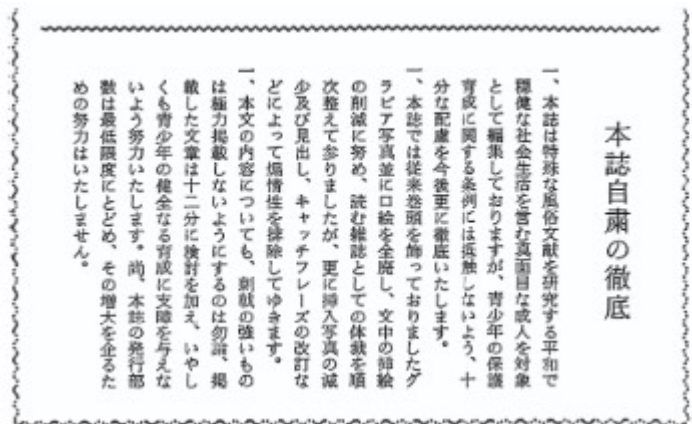 本誌自粛の徹底
一、本誌は特殊な風俗文献を研究する平和で
穏健な社会生活を営む真面目な成人を対象
として編集しておりますが、青少年の保護
育成に関する条例には抵触しないよう、十
分な配慮を今後更に徹底いたします。
一、本誌では従来巻頭を飾っておりましたグ
ラビア写真並に口絵を全廃し、文中の挿絵
の削減に努め、読む雑誌としての体裁を順
次整えて参りましたが、更に挿入写真の減
少及び見出し、キャッチフレーズの改訂な
どによって煽情性を排除してゆきます。
一、本文の内容についても、刺戟の強いもの
は極力掲載しないようにするのは勿論、掲
載した文章は十二分に検討を加え、いやし
くも青少年の健全なる育成に支障を与えな
いよう努力いたします。尚、本誌の発行部
数は最低限度にとどめ、その増大を企るた
めの努力はいたしません。